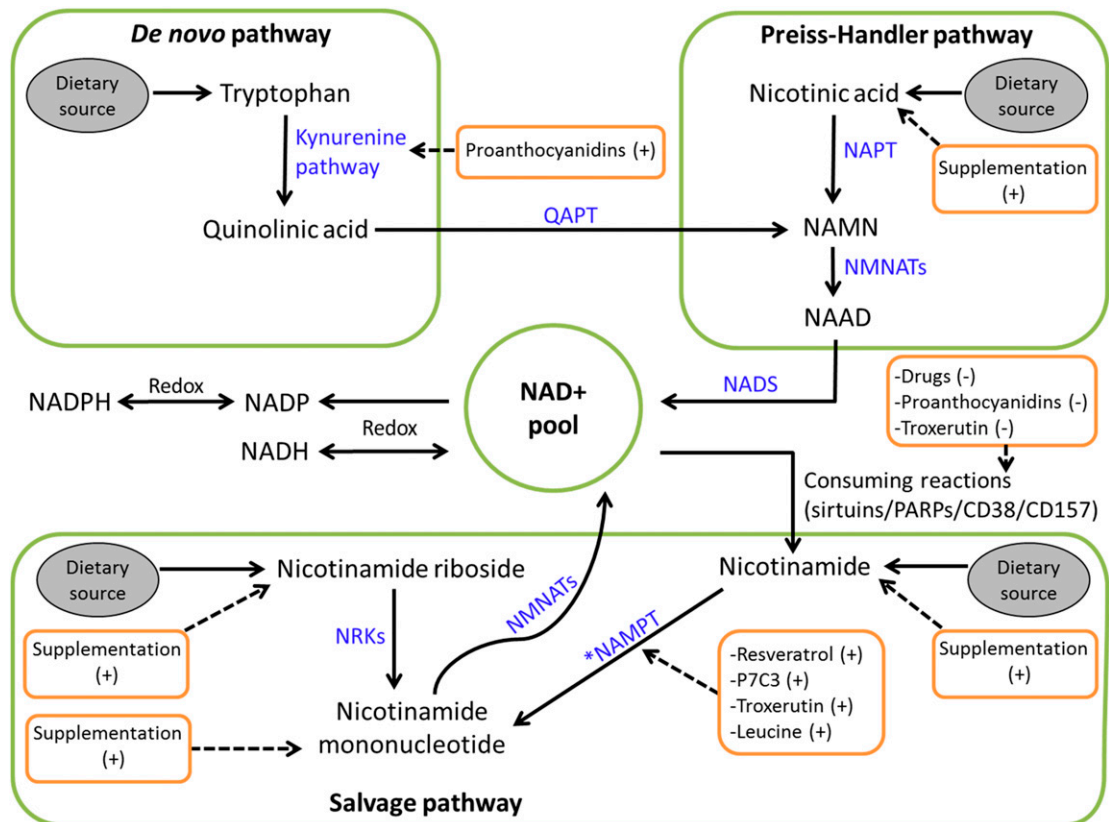 De novo pathway
Dietary
source
Tryptophan
Kynurenine
pathway
Proanthocyanidins (+)
Quinolinic acid
QAPT
Preiss-Handler pathway
Nicotinic acid
Dietary
source
NAPT
Supplementation
(+)
NAMN
NMNATs
NAAD
NADS
NAD+
pool
NADPH
Redox
NADP
NADH
Redox
-Drugs (-)
-Proanthocyanidins (-)
-Troxerutin (-)
Consuming reactions
(sirtuins/PARPs/CD38/CD157)
Dietary
source
Nicotinamide riboside
Supplementation
(+)
NRKs
NMNATs
Nicotinamide
Dietary
source
*NAMPT
-Resveratrol (+)
-P7C3 (+)
-Troxerutin (+)
-Leucine (+)
Supplementation
(+)
Supplementation
(+)
Nicotinamide
mononucleotide
Salvage pathway